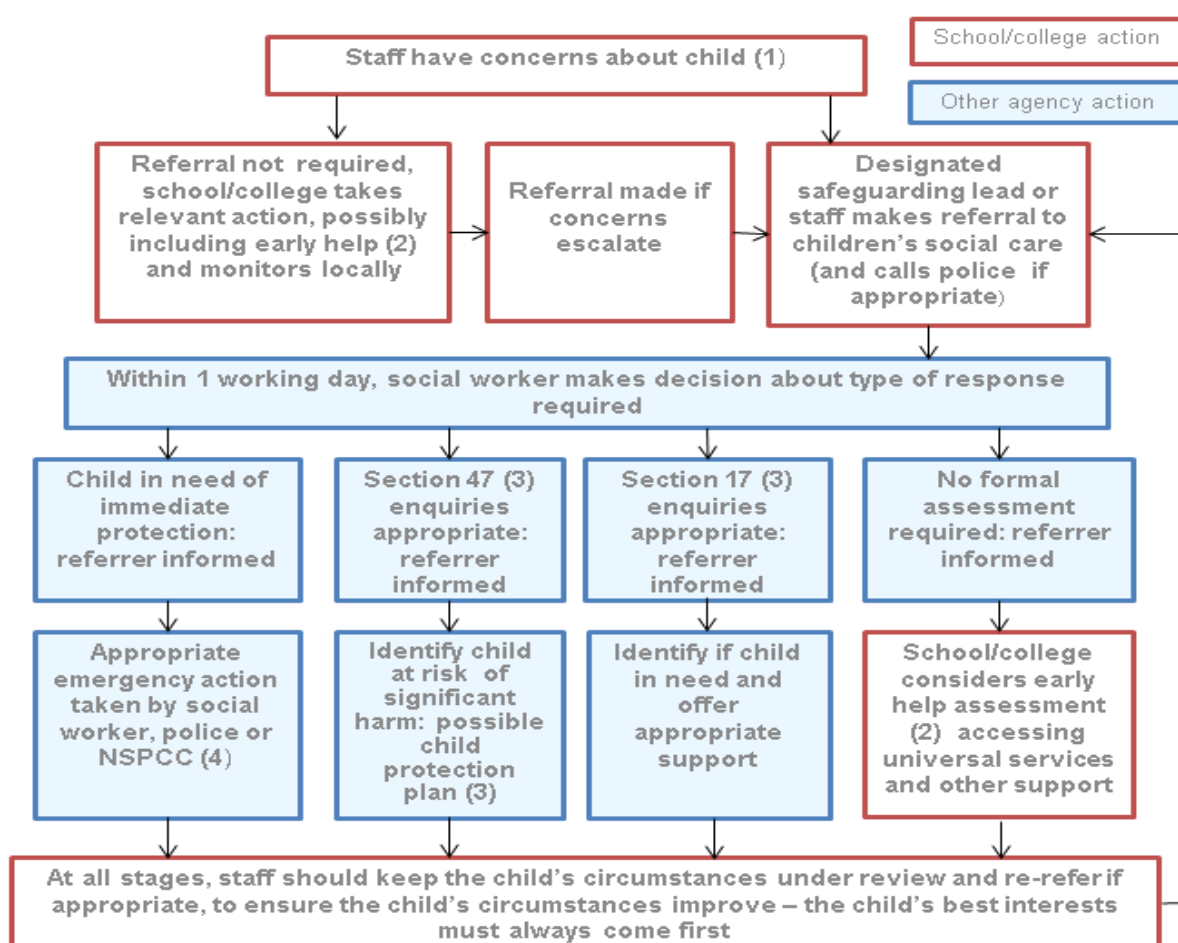 Staff have concerns about child (1)
School/college action
Other agency action
Referral not required,
school/college takes
relevant action, possibly
including early help (2)
and monitors locally
Referral made if
concerns
escalate
Designated
safeguarding lead or
staff makes referral to
children’s social care
(and calls police if
appropriate)
Within 1 working day, social worker makes decision about type of response
required
Child in need of
immediate
protection:
referrer informed
Section 47 (3)
enquiries
appropriate:
referrer
informed
Section 17 (3)
enquiries
appropriate:
referrer
informed
No formal
assessment
required: referrer
informed
Appropriate
emergency action
taken by social
worker, police or
NSPCC (4)
Identify child
at risk of
significant
harm: possible
child
protection
plan (3)
Identify if child
in need and
offer
appropriate
support
School/college
considers early
help assessment
(2) accessing
universal services
and other support
At all stages, staff should keep the child’s circumstances under review and re-refer if
appropriate, to ensure the child’s circumstances improve – the child’s best interests
must always come first